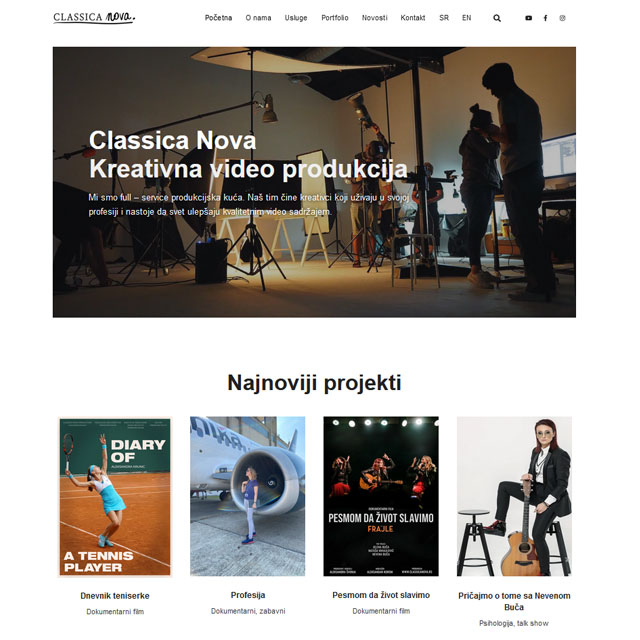 CLASSICA nova.
Početna O nama Usluge Portfolio Novosti Kontakt SR EN
Classica Nova
Kreativna video produkcija
Mi smo full – service produkcijska kuća. Naš tim čine kreativci koji uživaju u svojoj
profesiji i nastoje da svet ulepšaju kvalitetnim video sadržajem.
Najnoviji projekti
DIARY
OF
A TENNIS
PLAYER
Dnevnik teniserke
Dokumentarni film
Profesija
Dokumentarni, zabavni
PESMOM DA ŽIVOT SLAVIMO
FRAJLE
Pesmom da život slavimo
Dokumentarni film
Pričajmo o tome sa Nevenom
Buča
Psihologija, talk show